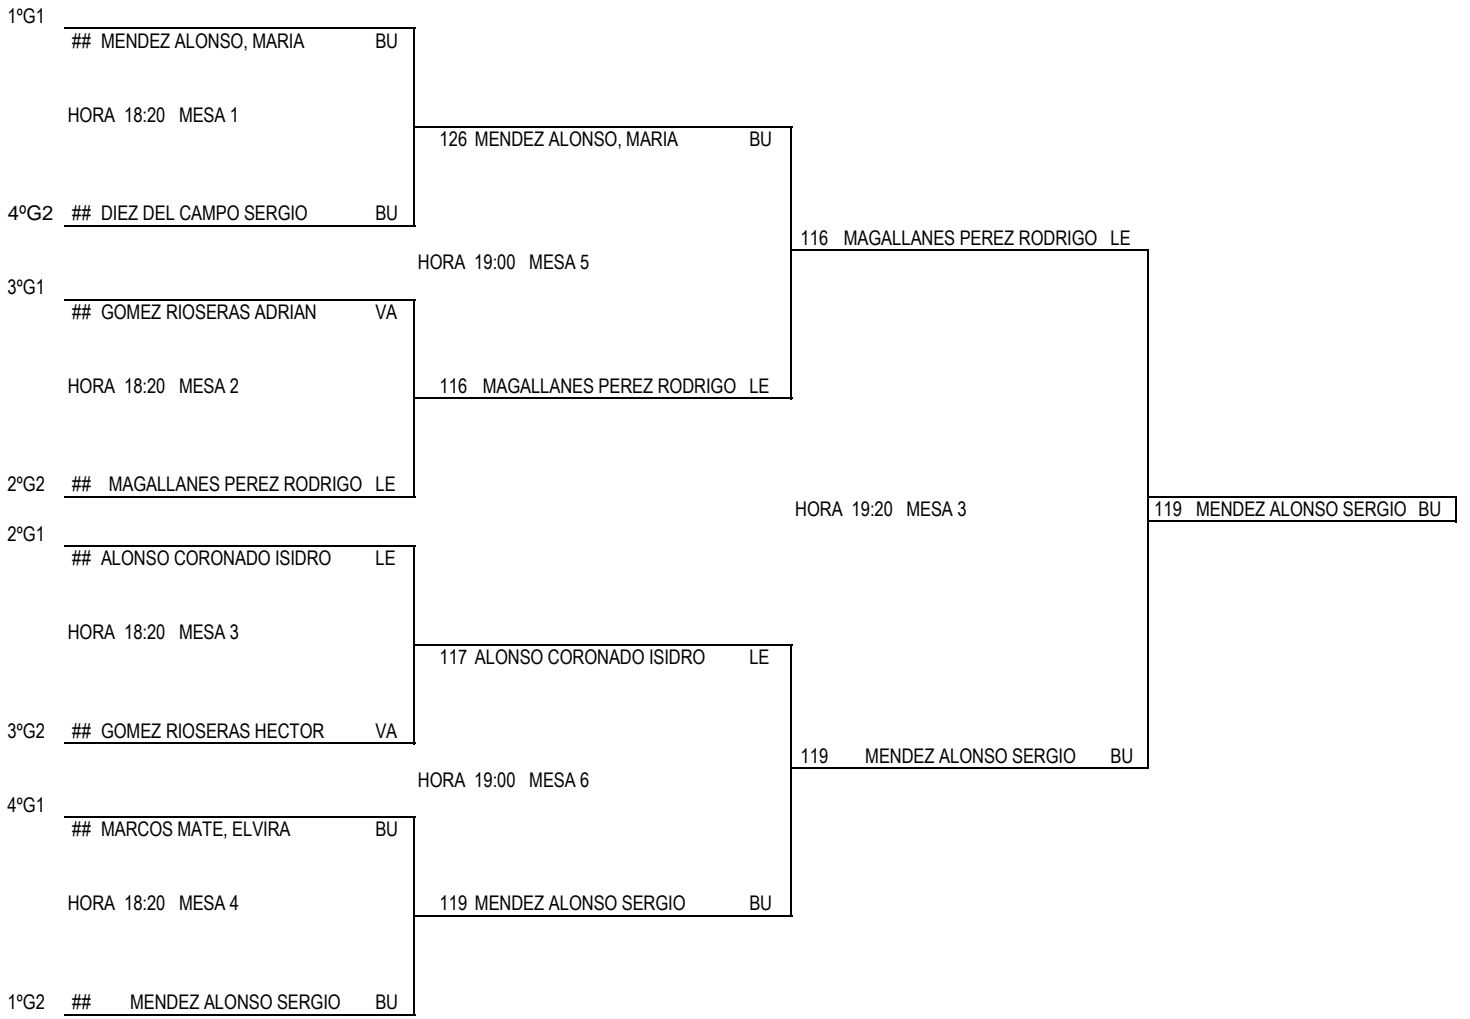 1ºG1
## MENDEZ ALONSO, MARIA BU
HORA 18:20 MESA 1
126 MENDEZ ALONSO, MARIA BU
4ºG2 ## DIEZ DEL CAMPO SERGIO BU
116 MAGALLANES PEREZ RODRIGO LE
HORA 19:00 MESA 5
3ºG1
## GOMEZ RIOSERAS ADRIAN VA
HORA 18:20 MESA 2
116 MAGALLANES PEREZ RODRIGO LE
2ºG2 ## MAGALLANES PEREZ RODRIGO LE
HORA 19:20 MESA 3
119 MENDEZ ALONSO SERGIO BU
2ºG1
## ALONSO CORONADO ISIDRO LE
HORA 18:20 MESA 3
117 ALONSO CORONADO ISIDRO LE
3ºG2 ## GOMEZ RIOSERAS HECTOR VA
119 MENDEZ ALONSO SERGIO BU
HORA 19:00 MESA 6
4ºG1
## MARCOS MATE, ELVIRA BU
HORA 18:20 MESA 4
119 MENDEZ ALONSO SERGIO BU
1ºG2 ## MENDEZ ALONSO SERGIO BU